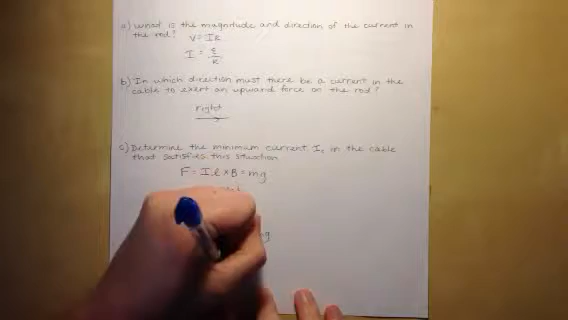 a) What is the magnitude and direction of the current in
the rod? V = IR
I = ε/R
b) In which direction must there be a current in the
cable to exert an upward force on the rod?
right
c) Determine the minimum current Ic in the cable
that satisfies this situation
F = I l × B = mg